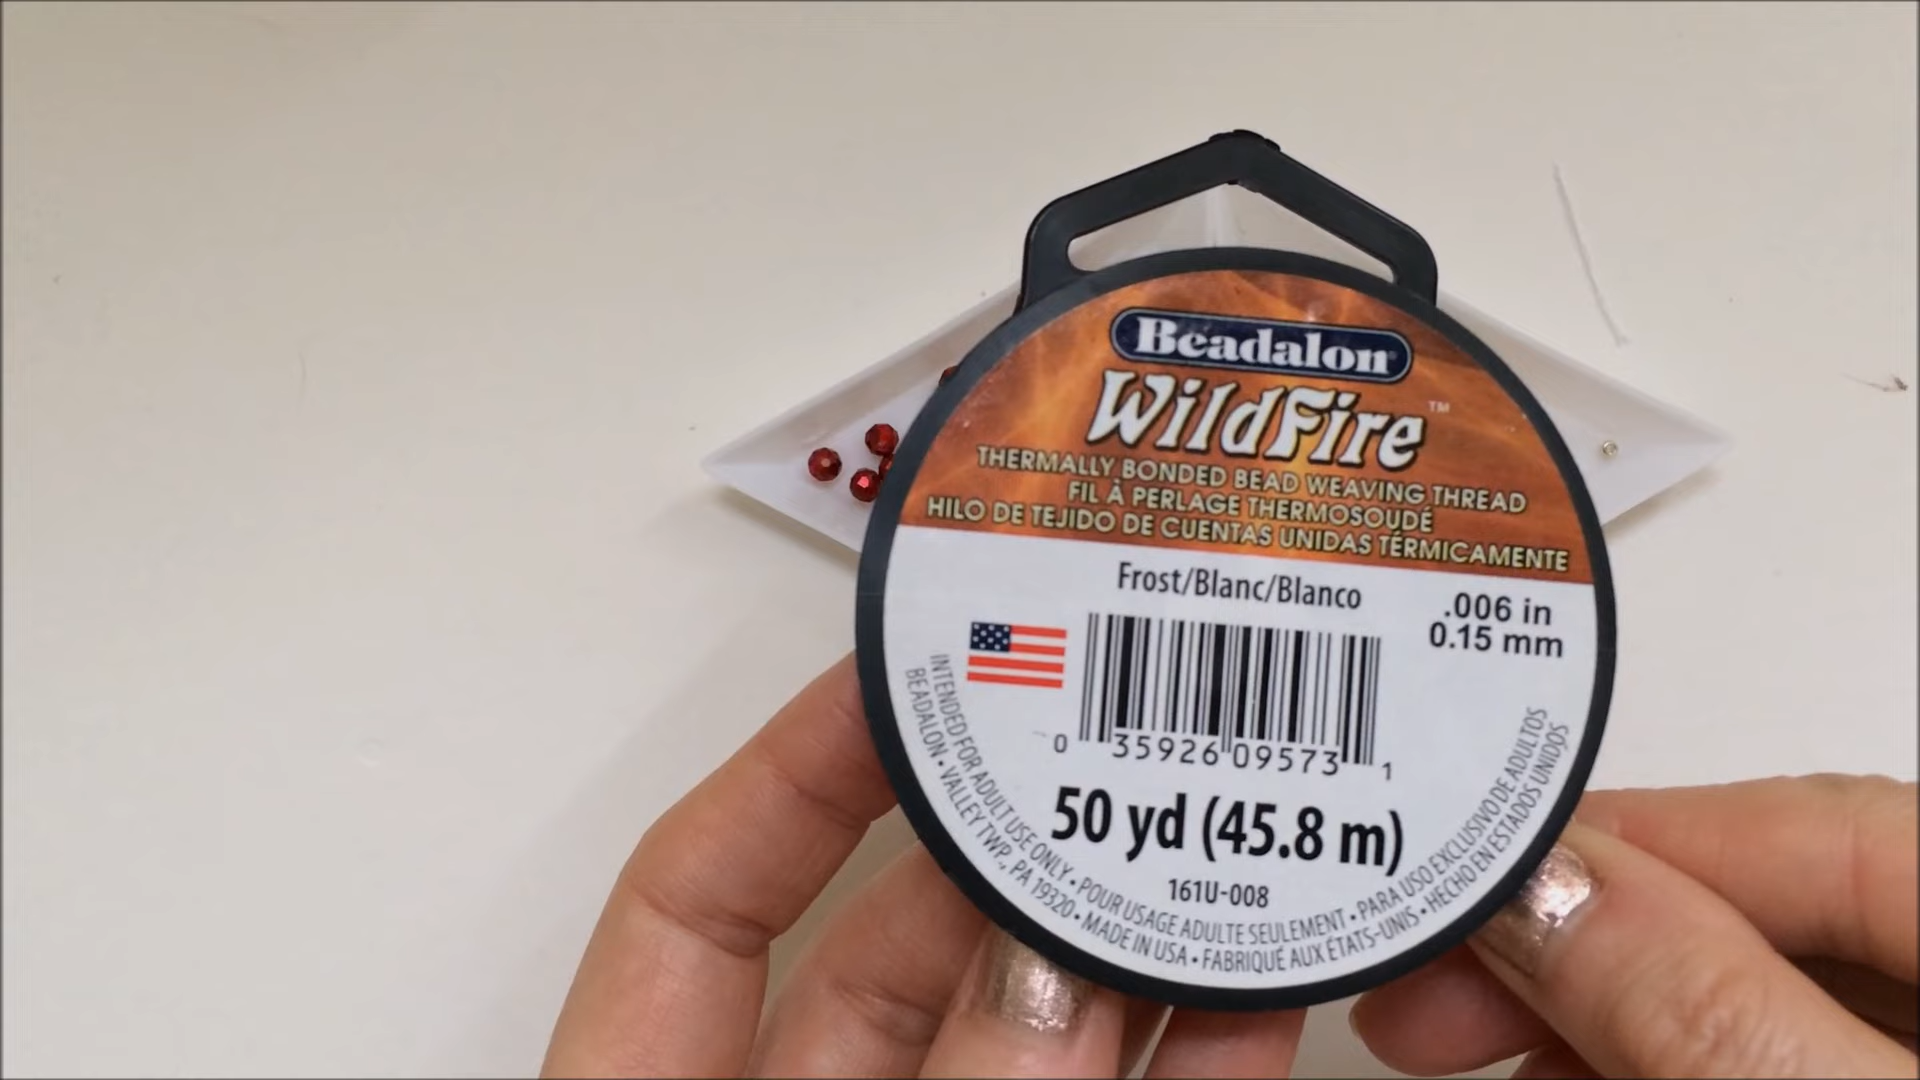 Beadalon
WildFire™
THERMALLY BONDED BEAD WEAVING THREAD
FIL À PERLAGE THERMOSOUDÉ
HILO DE TEJIDO DE CUENTAS UNIDAS TÉRMICAMENTE
Frost/Blanc/Blanco
.006 in
0.15 mm
0 35926 09573 1
50 yd (45.8 m)
161U-008
INTENDED FOR ADULT USE ONLY • POUR USAGE ADULTE SEULEMENT • PARA USO EXCLUSIVO DE ADULTOS
BEADALON • VALLEY TWP., PA 19320 • MADE IN USA • FABRIQUÉ AUX ÉTATS-UNIS • HECHO EN ESTADOS UNIDOS